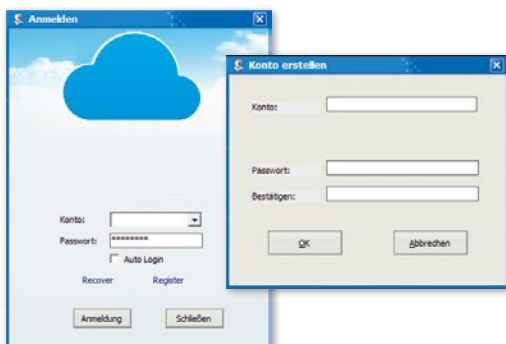 Anmelden
Konto:
Passwort: ********
Auto Login
Recover Register
Anmeldung Schließen
Konto erstellen
Konto:
Passwort:
Bestätigen:
OK Abbrechen